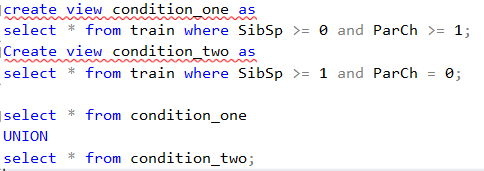 create view condition_one as
select * from train where SibSp >= 0 and ParCh >= 1;
Create view condition_two as
select * from train where SibSp >= 1 and ParCh = 0;
select * from condition_one
UNION
select * from condition_two;